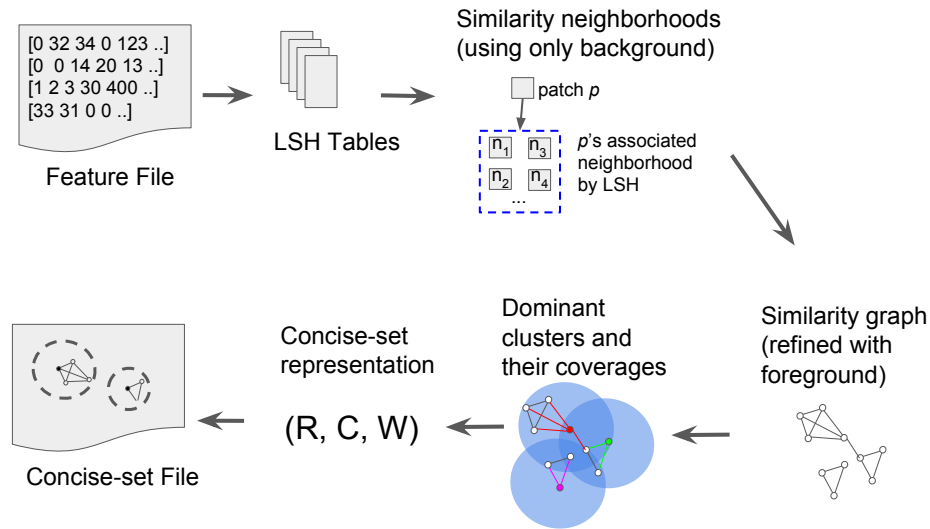 [0 32 34 0 123 ..]
[0 0 14 20 13 ..]
[1 2 3 30 400 ..]
[33 31 0 0 ..]
Feature File
LSH Tables
Similarity neighborhoods
(using only background)
patch p
n1 n3
n2 n4
...
p's associated
neighborhood
by LSH
Similarity graph
(refined with
foreground)
Dominant
clusters and
their coverages
Concise-set
representation
(R, C, W)
Concise-set File